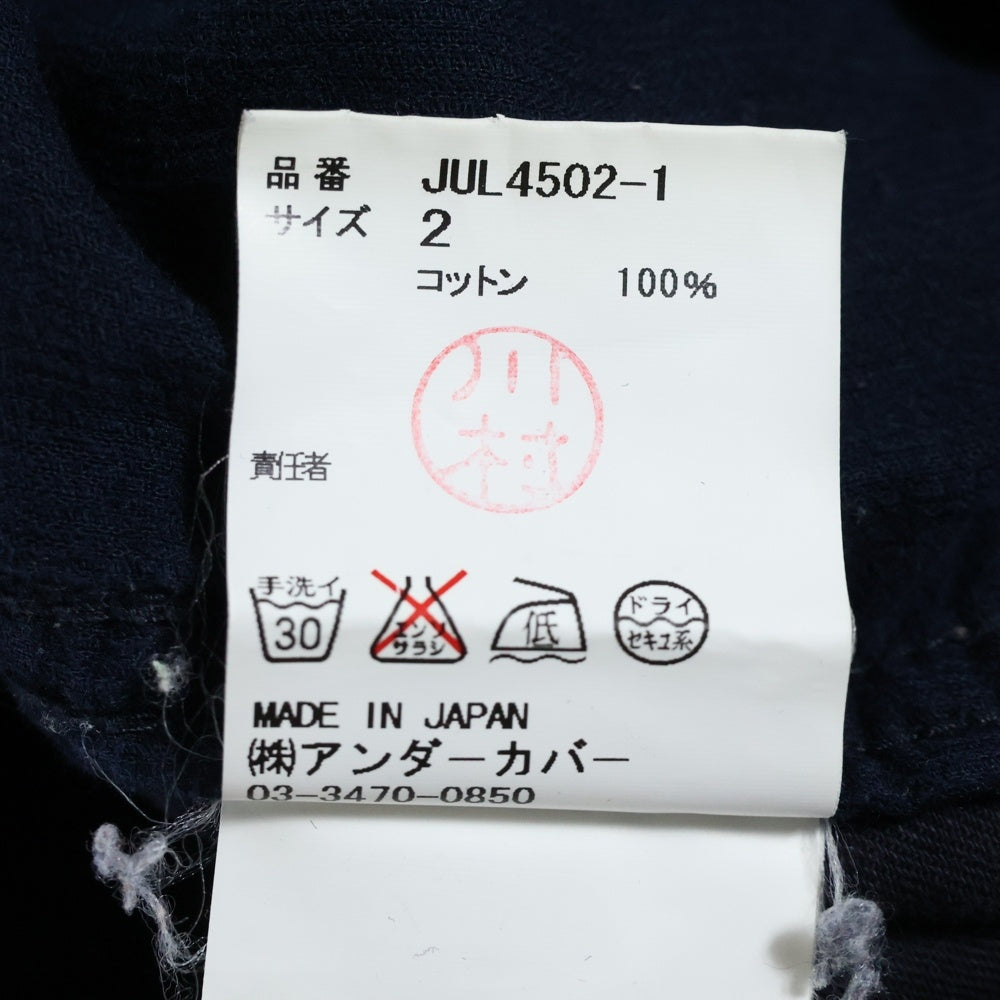 品番 JUL4502-1
サイズ 2
コットン 100%
川村
責任者
手洗イ 30
エンソサラシ
低
ドライ セキユ系
MADE IN JAPAN
㈱アンダーカバー
03-3470-0850